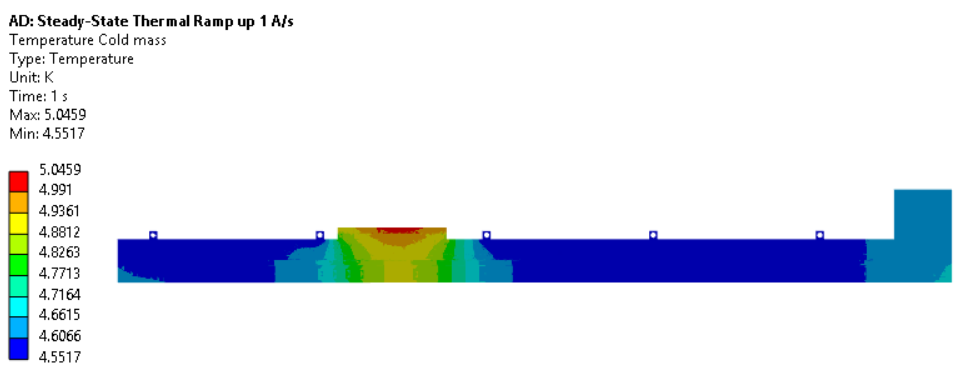 AD: Steady-State Thermal Ramp up 1 A/s
Temperature Cold mass
Type: Temperature
Unit: K
Time: 1 s
Max: 5.0459
Min: 4.5517
5.0459
4.991
4.9361
4.8812
4.8263
4.7713
4.7164
4.6615
4.6066
4.5517